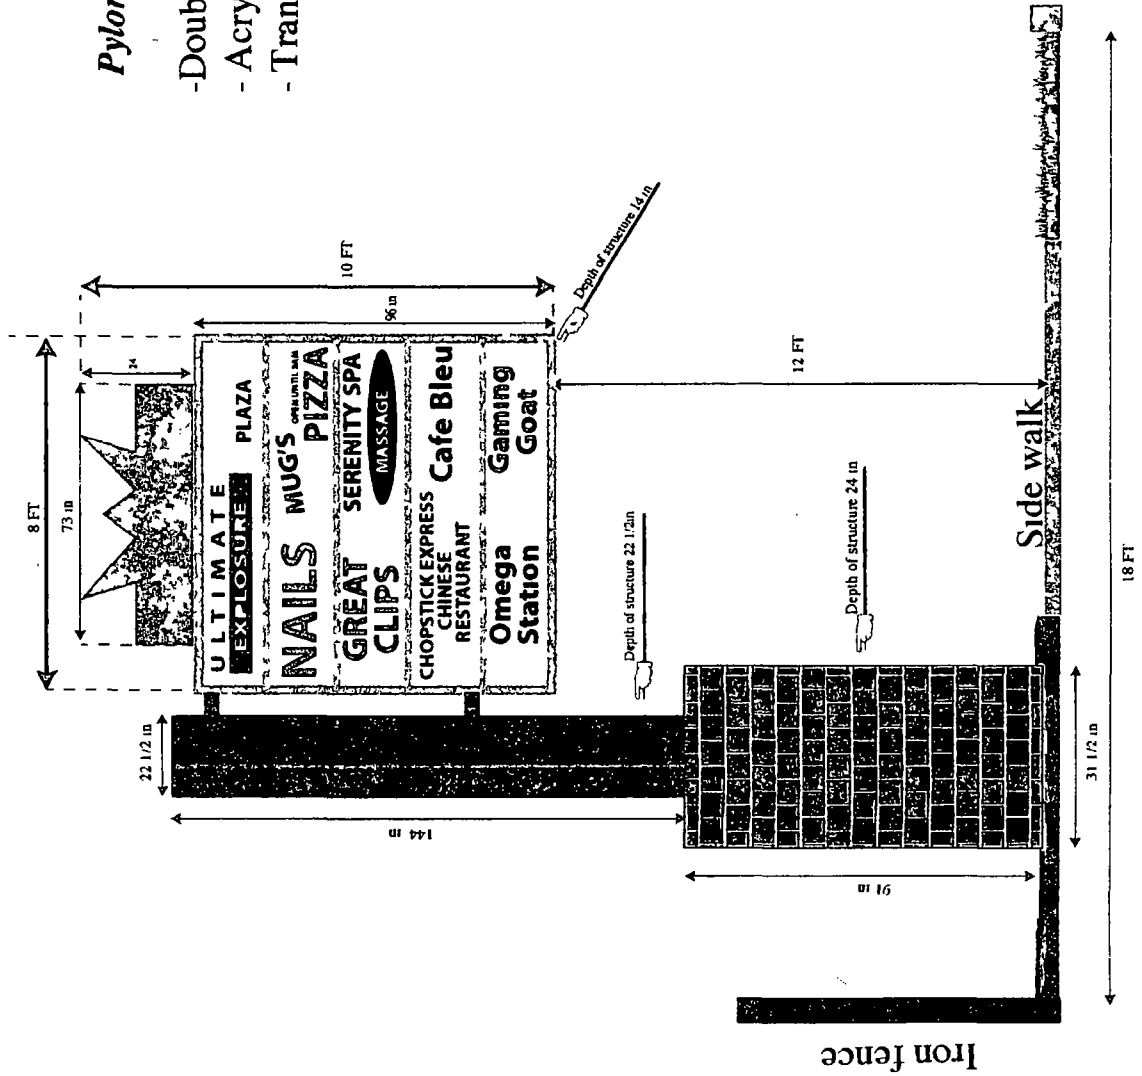 Pylon
-Doub
- Acry
- Tran
8 FT
73 in
24
10 FT
96 in
ULTIMATE
EXPLOSURE
PLAZA
NAILS
MUG'S
OPEN UNTIL 2AM
PIZZA
GREAT
CLIPS
SERENITY SPA
MASSAGE
CHOPSTICK EXPRESS
CHINESE
RESTAURANT
Cafe Bleu
Omega
Station
Gaming
Goat
Depth of structure 14 in
22 1/2 in
144 in
Depth of structure 22 1/2in
12 FT
Depth of structure 24 in
91 in
Side walk
31 1/2 in
18 FT
Iron fence